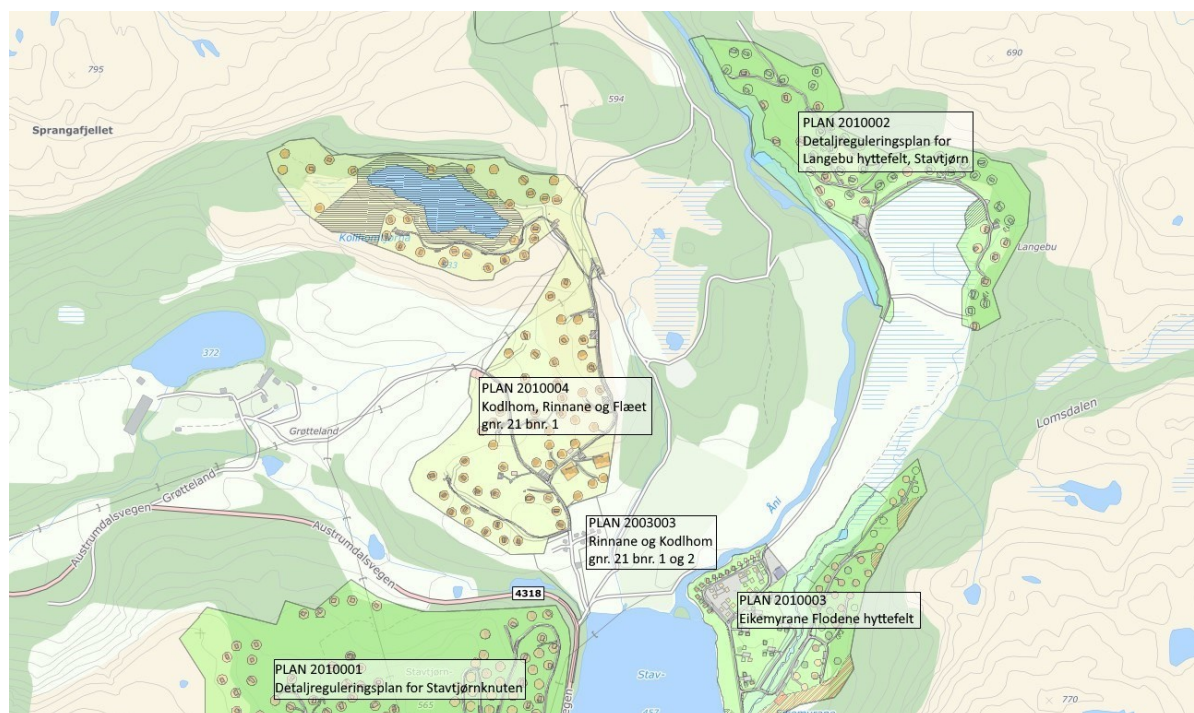 795
690
594
Sprangafjellet
PLAN 2010002
Detaljreguleringsplan for
Langebu hyttefelt, Stavtjørn
Langebu
372
PLAN 2010004
Kodlhom, Rinnane og Flæet
gnr. 21 bnr. 1
Grøtteland
Lomsdalen
Grøtteland
Austrumdalsvegen
Austrumdalsvegen
Åni
PLAN 2003003
Rinnane og Kodlhom
gnr. 21 bnr. 1 og 2
4318
PLAN 2010003
Eikemyrane Flodene hyttefelt
PLAN 2010001
Detaljreguleringsplan for Stavtjørnknuten
Stavtjørn-
565
Stav-
770